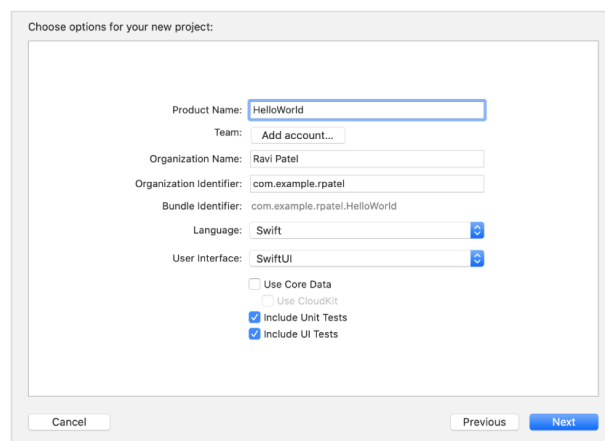 Choose options for your new project:
Product Name: HelloWorld
Team: Add account...
Organization Name: Ravi Patel
Organization Identifier: com.example.rpatel
Bundle Identifier: com.example.rpatel.HelloWorld
Language: Swift
User Interface: SwiftUI
Use Core Data
Use CloudKit
Include Unit Tests
Include UI Tests
Cancel Previous Next